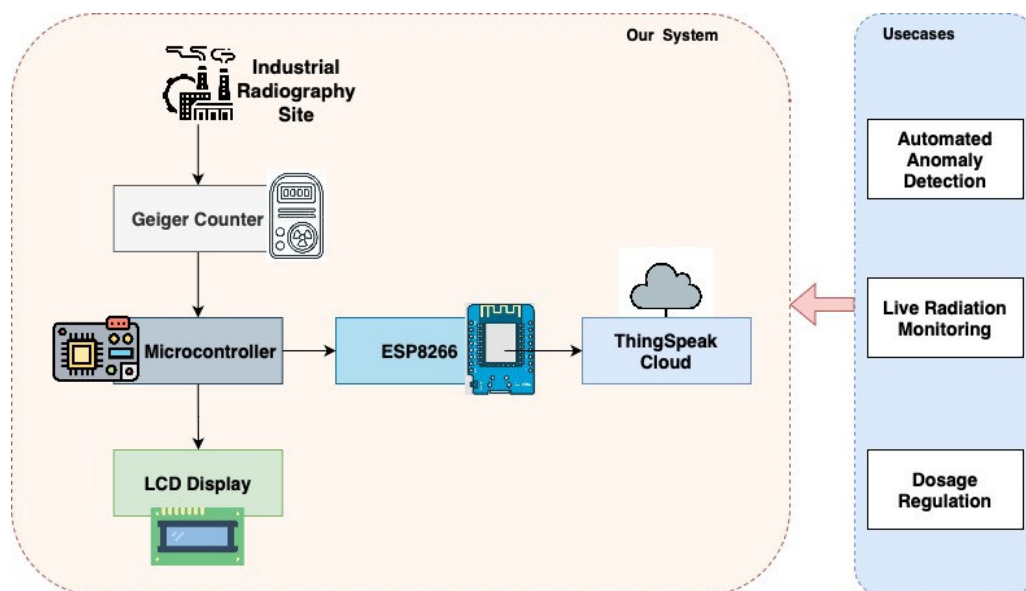 Our System
Usecases
Industrial
Radiography
Site
Automated
Anomaly
Detection
Geiger Counter
Live Radiation
Monitoring
Microcontroller
ESP8266
ThingSpeak
Cloud
LCD Display
Dosage
Regulation